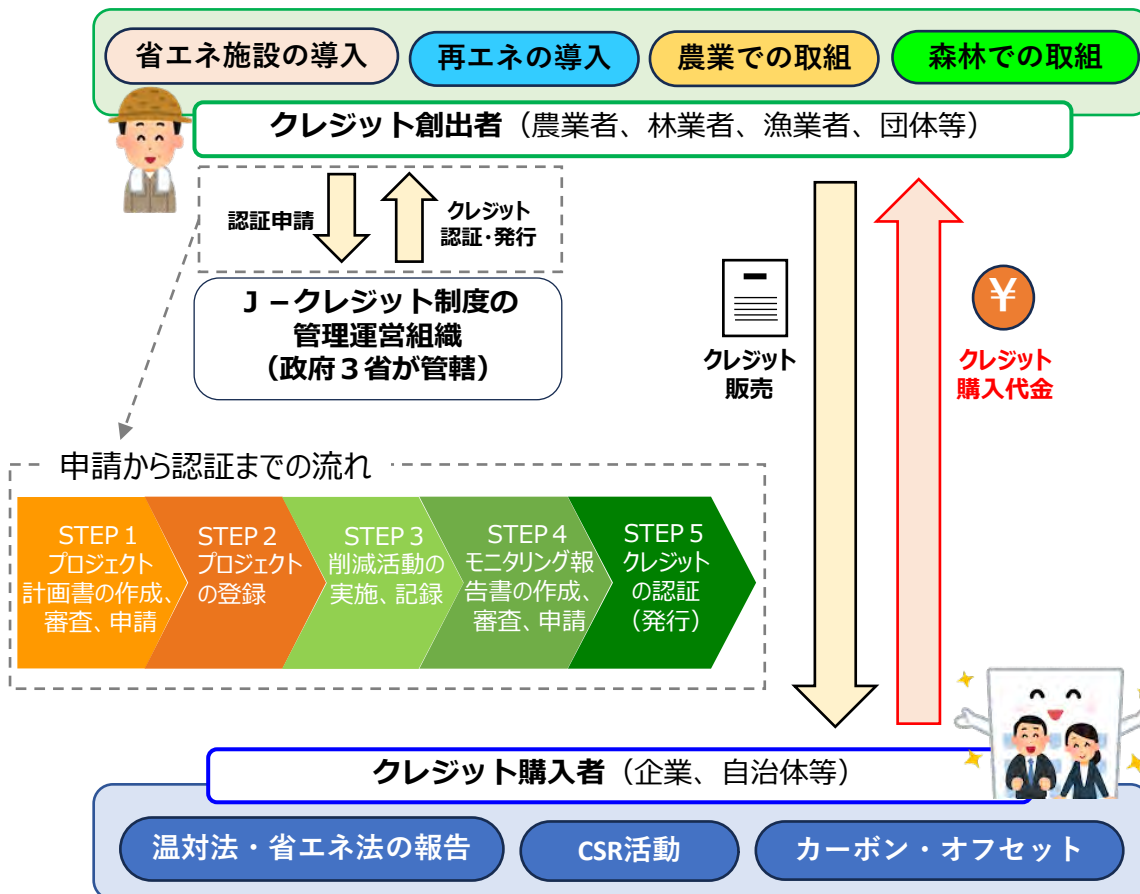 省エネ施設の導入
再エネの導入
農業での取組
森林での取組
クレジット創出者（農業者、林業者、漁業者、団体等）
認証申請
クレジット
認証・発行
Ｊ－クレジット制度の
管理運営組織
（政府３省が管轄）
クレジット
販売
¥
クレジット
購入代金
申請から認証までの流れ
STEP１
プロジェクト
計画書の作成、
審査、申請
STEP２
プロジェクト
の登録
STEP３
削減活動の
実施、記録
STEP４
モニタリング報
告書の作成、
審査、申請
STEP５
クレジット
の認証
（発行）
クレジット購入者（企業、自治体等）
温対法・省エネ法の報告
CSR活動
カーボン・オフセット